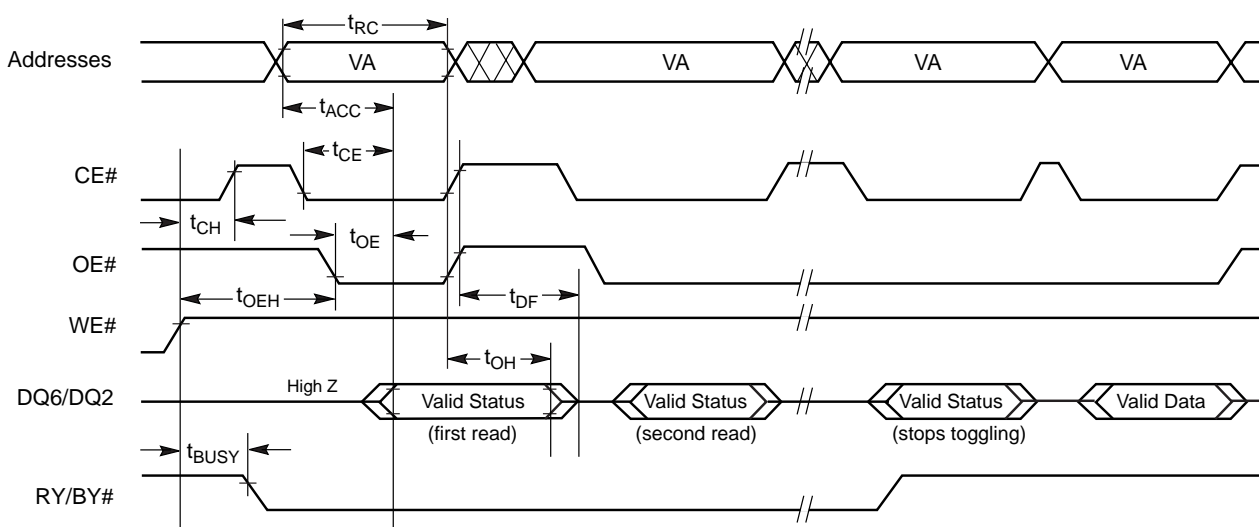 tRC
Addresses VA VA VA VA
tACC
tCE
CE#
tCH
tOE
OE#
tOEH tDF
WE#
tOH
High Z
DQ6/DQ2 Valid Status Valid Status Valid Status Valid Data
(first read) (second read) (stops toggling)
tBUSY
RY/BY#